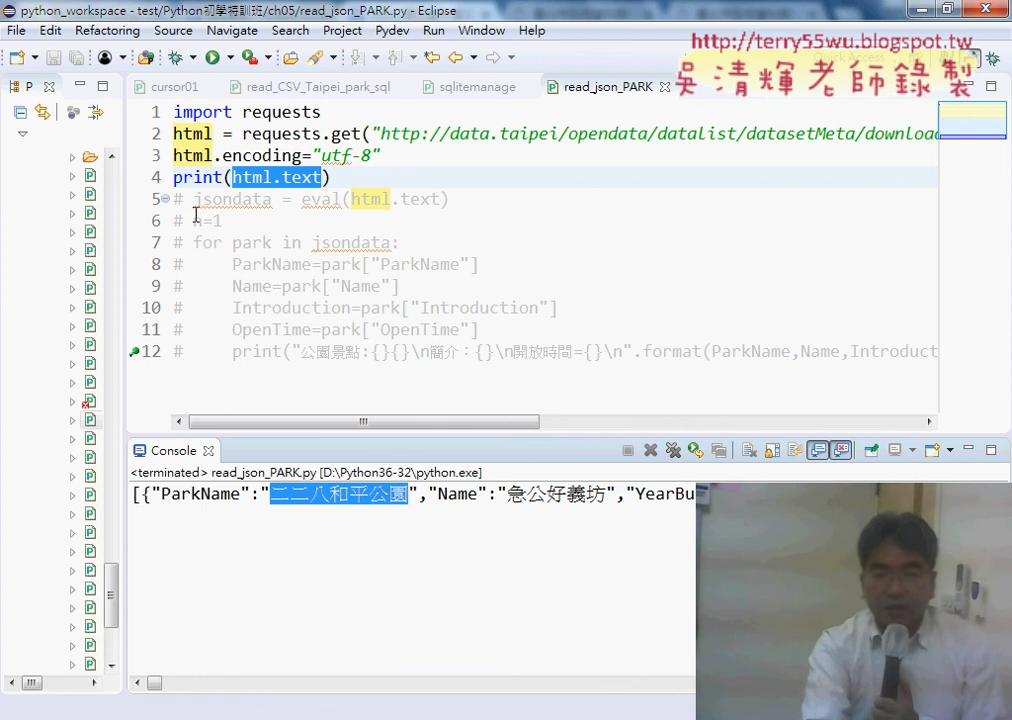 python_workspace - test/Python初學特訓班/ch05/read_json_PARK.py - Eclipse
File Edit Refactoring Source Navigate Search Project Pydev Run Window Help
http://terry55wu.blogspot.tw
吳清輝老師錄製
P
cursor01 read_CSV_Taipei_park_sql sqlitemanage read_json_PARK
1 import requests
2 html = requests.get("http://data.taipei/opendata/datalist/datasetMeta/downloa
3 html.encoding="utf-8"
4 print(html.text)
5 # jsondata = eval(html.text)
6 # n=1
7 # for park in jsondata:
8 # ParkName=park["ParkName"]
9 # Name=park["Name"]
10 # Introduction=park["Introduction"]
11 # OpenTime=park["OpenTime"]
12 # print("公園景點:{}{}\n簡介：{}\n開放時間={}\n".format(ParkName,Name,Introduct
Console
<terminated> read_json_PARK.py [D:\Python36-32\python.exe]
[{"ParkName":"二二八和平公園","Name":"急公好義坊","YearBu